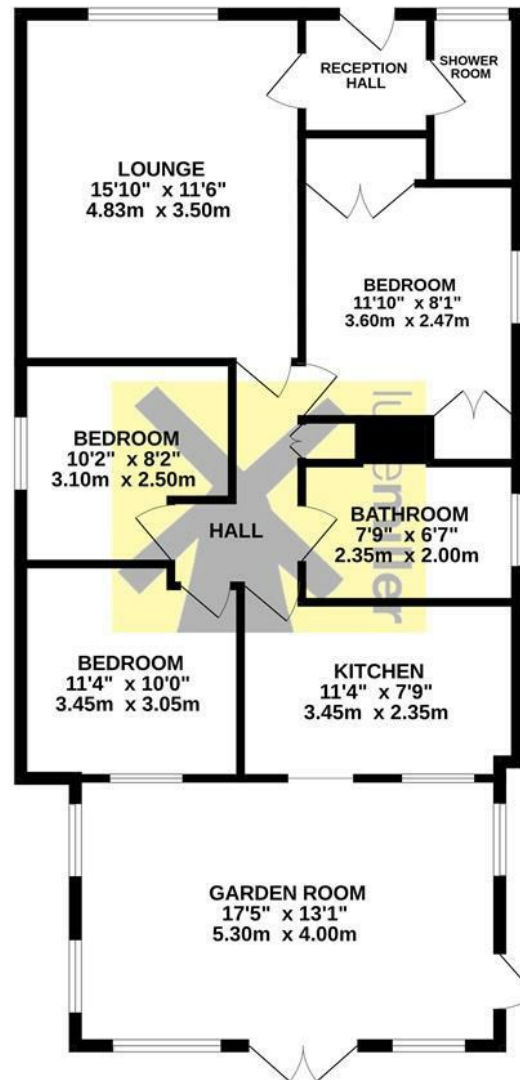 RECEPTION
HALL
SHOWER
ROOM
LOUNGE
15'10" x 11'6"
4.83m x 3.50m
BEDROOM
11'10" x 8'1"
3.60m x 2.47m
BEDROOM
10'2" x 8'2"
3.10m x 2.50m
HALL
BATHROOM
7'9" x 6'7"
2.35m x 2.00m
BEDROOM
11'4" x 10'0"
3.45m x 3.05m
KITCHEN
11'4" x 7'9"
3.45m x 2.35m
GARDEN ROOM
17'5" x 13'1"
5.30m x 4.00m